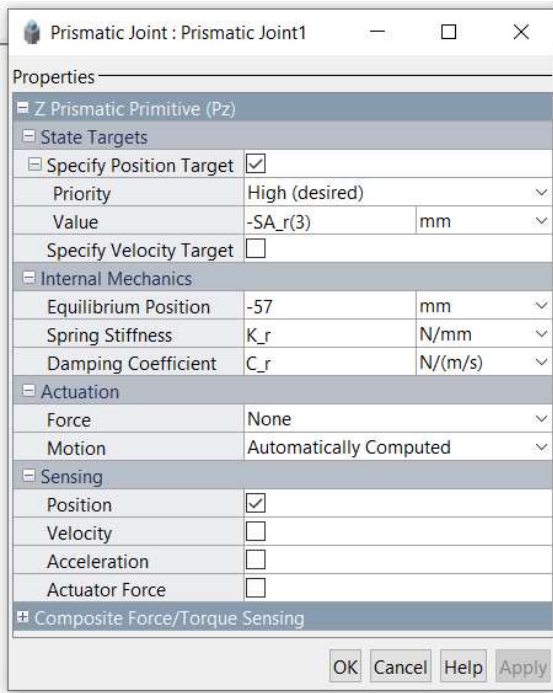 Prismatic Joint : Prismatic Joint1
Properties
Z Prismatic Primitive (Pz)
State Targets
Specify Position Target
Priority High (desired)
Value -SA_r(3) mm
Specify Velocity Target
Internal Mechanics
Equilibrium Position -57 mm
Spring Stiffness K_r N/mm
Damping Coefficient C_r N/(m/s)
Actuation
Force None
Motion Automatically Computed
Sensing
Position
Velocity
Acceleration
Actuator Force
Composite Force/Torque Sensing
OK Cancel Help Apply